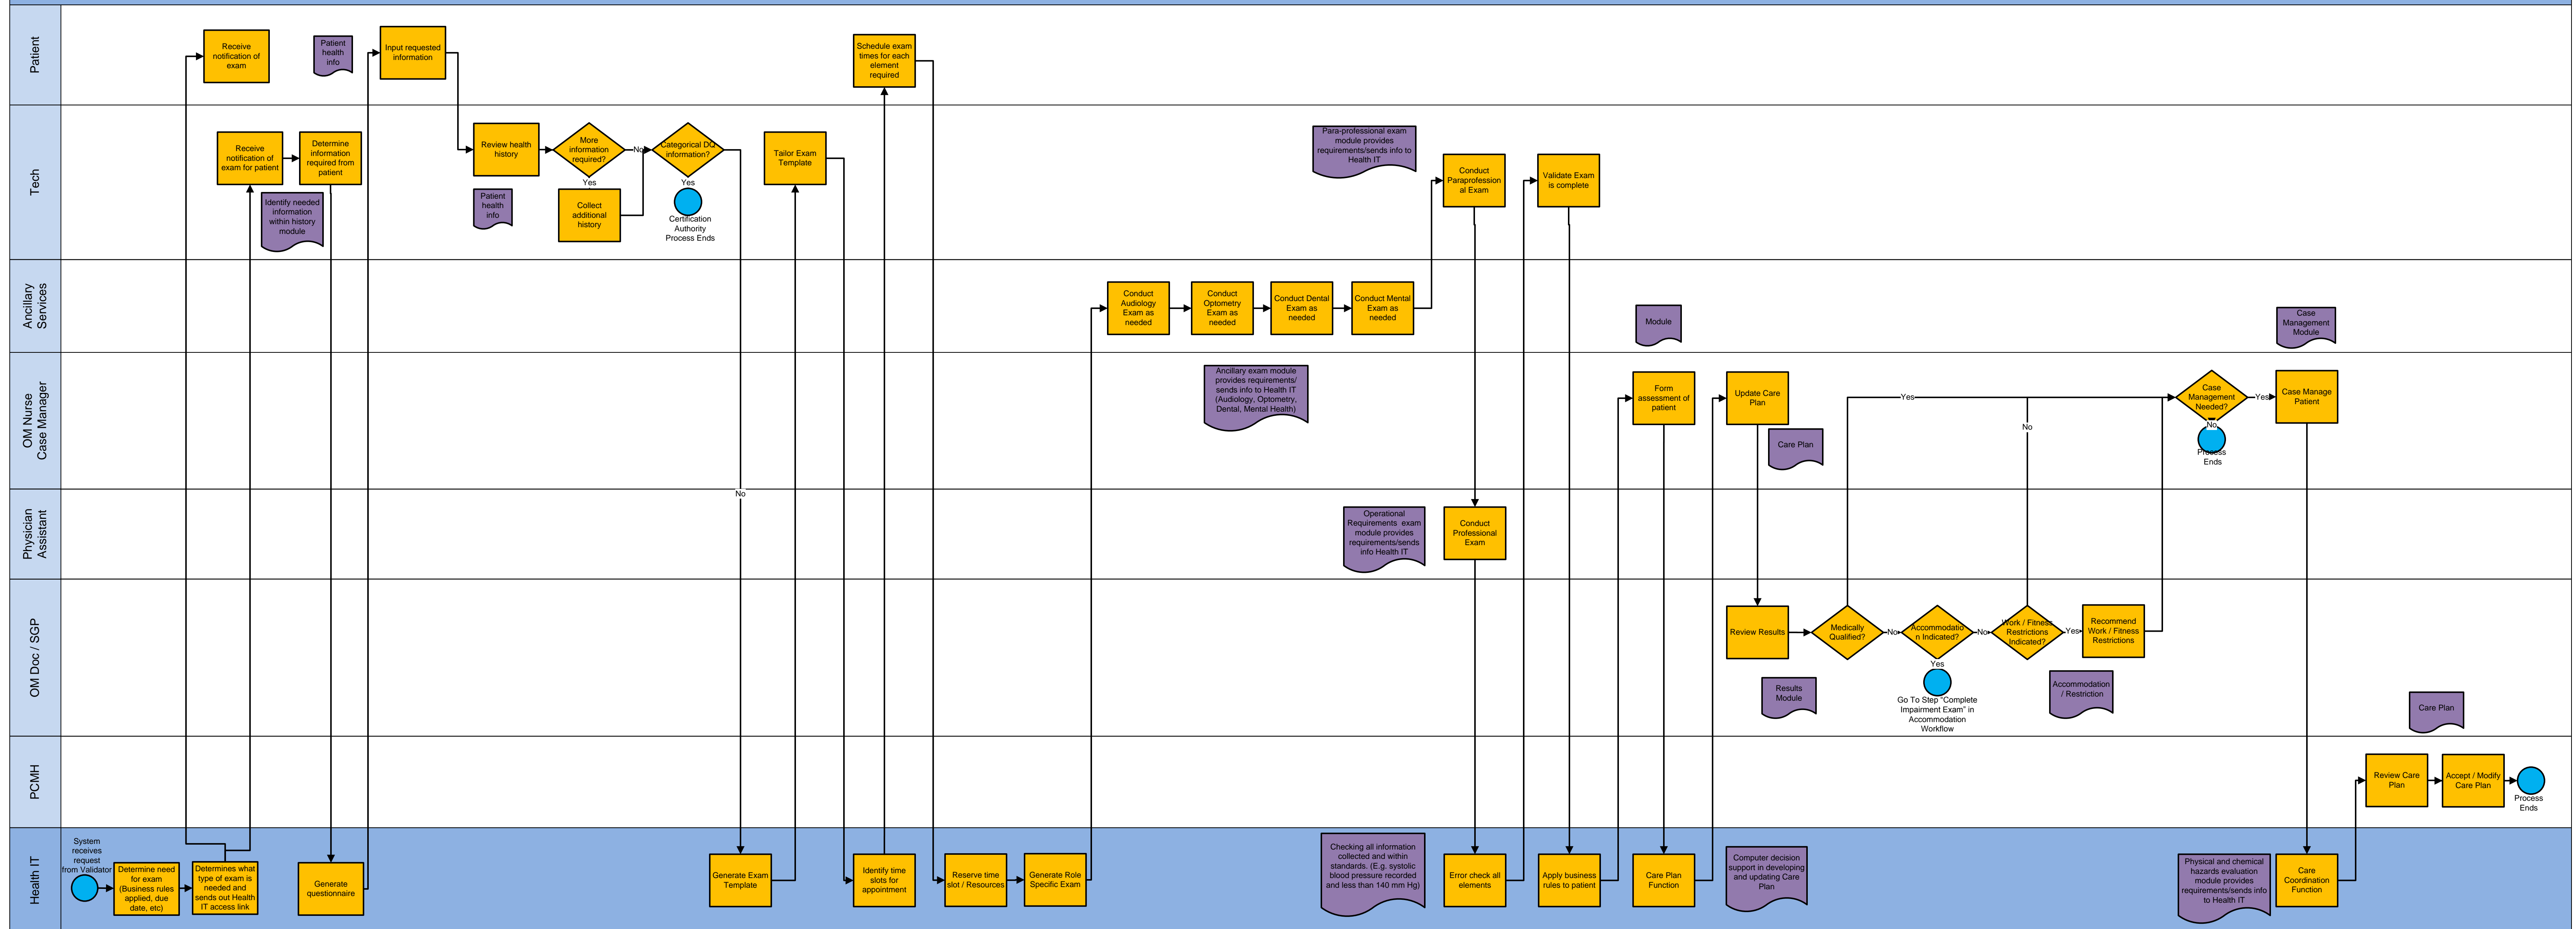 Patient
Receive
notification of
exam
Patient
health
info
Input requested
information
Schedule exam
times for each
element
required
Tech
Receive
notification of
exam for patient
Determine
information
required from
patient
Identify needed
information
within history
module
Review health
history
Patient
health
info
More
information
required?
No
Yes
Collect
additional
history
Categorical DQ
information?
Yes
Certification
Authority
Process Ends
Tailor Exam
Template
Para-professional exam
module provides
requirements/sends info to
Health IT
Conduct
Paraprofession
al Exam
Validate Exam
is complete
Ancillary
Services
Conduct
Audiology
Exam as
needed
Conduct
Optometry
Exam as
needed
Conduct Dental
Exam as
needed
Conduct Mental
Exam as
needed
Module
Case
Management
Module
OM Nurse
Case Manager
Ancillary exam module
provides requirements/
sends info to Health IT
(Audiology, Optometry,
Dental, Mental Health)
Form
assessment of
patient
Update Care
Plan
Care Plan
Yes
No
Case
Management
Needed?
Yes
No
Process
Ends
Case Manage
Patient
No
Physician
Assistant
Operational
Requirements exam
module provides
requirements/sends
info Health IT
Conduct
Professional
Exam
OM Doc / SGP
Review Results
Results
Module
Medically
Qualified?
No
Accommodatio
n Indicated?
No
Yes
Go To Step “Complete
Impairment Exam” in
Accommodation
Workflow
Work / Fitness
Restrictions
Indicated?
Yes
Recommend
Work / Fitness
Restrictions
Accommodation
/ Restriction
Care Plan
PCMH
Review Care
Plan
Accept / Modify
Care Plan
Process
Ends
Health IT
System
receives
request
from Validator
Determine need
for exam
(Business rules
applied, due
date, etc)
Determines what
type of exam is
needed and
sends out Health
IT access link
Generate
questionnaire
Generate Exam
Template
Identify time
slots for
appointment
Reserve time
slot / Resources
Generate Role
Specific Exam
Checking all information
collected and within
standards. (E.g. systolic
blood pressure recorded
and less than 140 mm Hg)
Error check all
elements
Apply business
rules to patient
Care Plan
Function
Computer decision
support in developing
and updating Care
Plan
Physical and chemical
hazards evaluation
module provides
requirements/sends info
to Health IT
Care
Coordination
Function